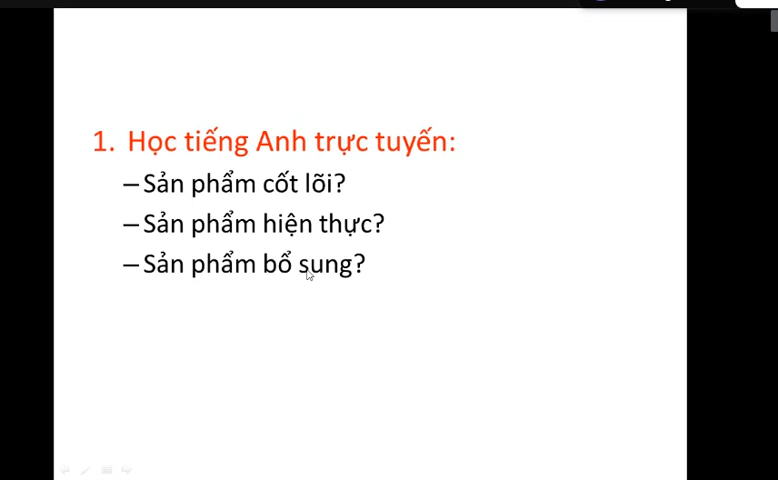 1. Học tiếng Anh trực tuyến:
– Sản phẩm cốt lõi?
– Sản phẩm hiện thực?
– Sản phẩm bổ sung?